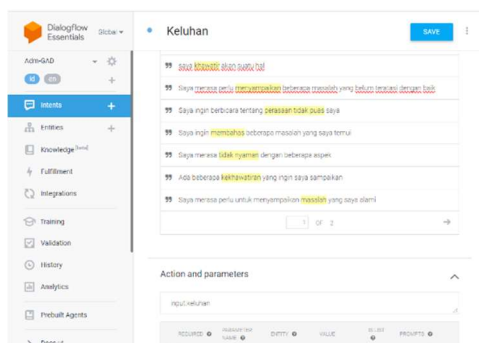 Dialogflow
Essentials
Global
Keluhan
SAVE
Adm-GAD
id
en
saya khawatir akan suatu hal
Intents
Saya merasa perlu menyampaikan beberapa masalah yang belum teratasi dengan baik
Entities
Saya ingin berbicara tentang perasaan tidak puas saya
Knowledge [beta]
Saya ingin membahas beberapa masalah yang saya temui
Fulfillment
Saya merasa tidak nyaman dengan beberapa aspek
Integrations
Ada beberapa kekhawatiran yang ingin saya sampaikan
Training
Saya merasa perlu untuk menyampaikan masalah yang saya alami
1 OF 2
Validation
History
Action and parameters
Analytics
input.keluhan
Prebuilt Agents
REQUIRED PARAMETER NAME ENTITY VALUE IS LIST PROMPTS